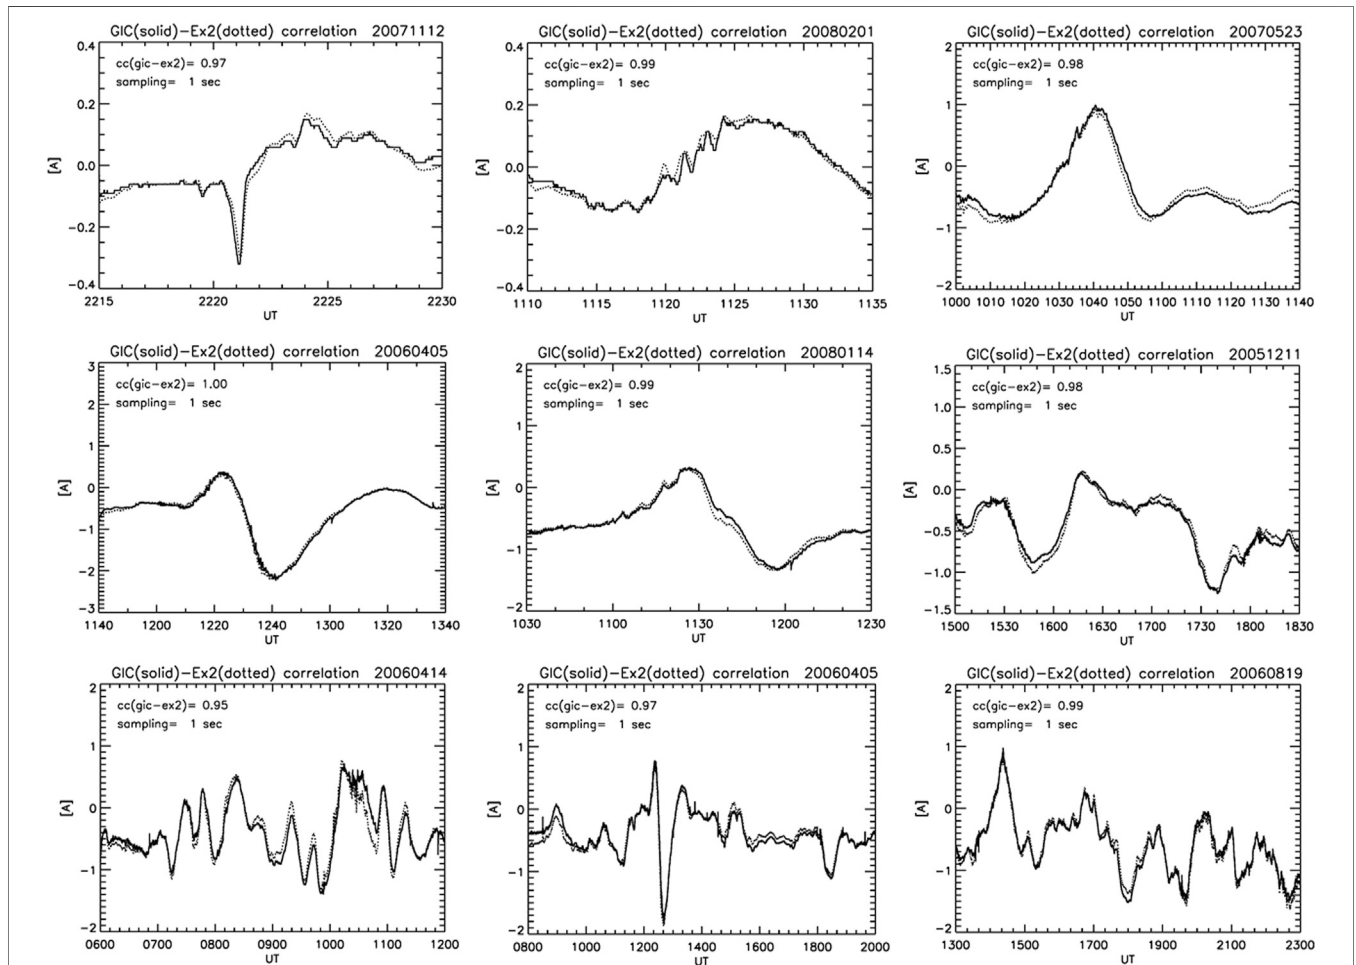 GIC(solid)-Ex2(dotted) correlation 20071112
cc(gic-ex2)= 0.97
sampling= 1 sec
0.4
0.2
0.0
-0.2
-0.4
[A]
2215 2220 2225 2230
UT
GIC(solid)-Ex2(dotted) correlation 20080201
cc(gic-ex2)= 0.99
sampling= 1 sec
0.4
0.2
0.0
-0.2
-0.4
[A]
1110 1115 1120 1125 1130 1135
UT
GIC(solid)-Ex2(dotted) correlation 20070523
cc(gic-ex2)= 0.98
sampling= 1 sec
2
1
0
-1
-2
[A]
1000 1010 1020 1030 1040 1050 1100 1110 1120 1130 1140
UT
GIC(solid)-Ex2(dotted) correlation 20060405
cc(gic-ex2)= 1.00
sampling= 1 sec
3
2
1
0
-1
-2
-3
[A]
1140 1200 1220 1240 1300 1320 1340
UT
GIC(solid)-Ex2(dotted) correlation 20080114
cc(gic-ex2)= 0.99
sampling= 1 sec
2
1
0
-1
-2
[A]
1030 1100 1130 1200 1230
UT
GIC(solid)-Ex2(dotted) correlation 20051211
cc(gic-ex2)= 0.98
sampling= 1 sec
1.5
1.0
0.5
0.0
-0.5
-1.0
-1.5
[A]
1500 1530 1600 1630 1700 1730 1800 1830
UT
GIC(solid)-Ex2(dotted) correlation 20060414
cc(gic-ex2)= 0.95
sampling= 1 sec
2
1
0
-1
-2
[A]
0600 0700 0800 0900 1000 1100 1200
UT
GIC(solid)-Ex2(dotted) correlation 20060405
cc(gic-ex2)= 0.97
sampling= 1 sec
2
1
0
-1
-2
[A]
0800 1000 1200 1400 1600 1800 2000
UT
GIC(solid)-Ex2(dotted) correlation 20060819
cc(gic-ex2)= 0.99
sampling= 1 sec
2
1
0
-1
-2
[A]
1300 1500 1700 1900 2100 2300
UT